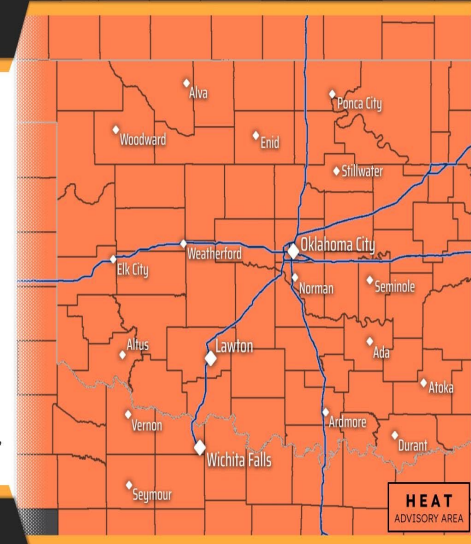 Alva
Ponca City
Woodward
Enid
Stillwater
Oklahoma City
Weatherford
Elk City
Norman
Seminole
Altus
Lawton
Ada
Atoka
Vernon
Ardmore
Durant
Wichita Falls
Seymour
HEAT
ADVISORY AREA